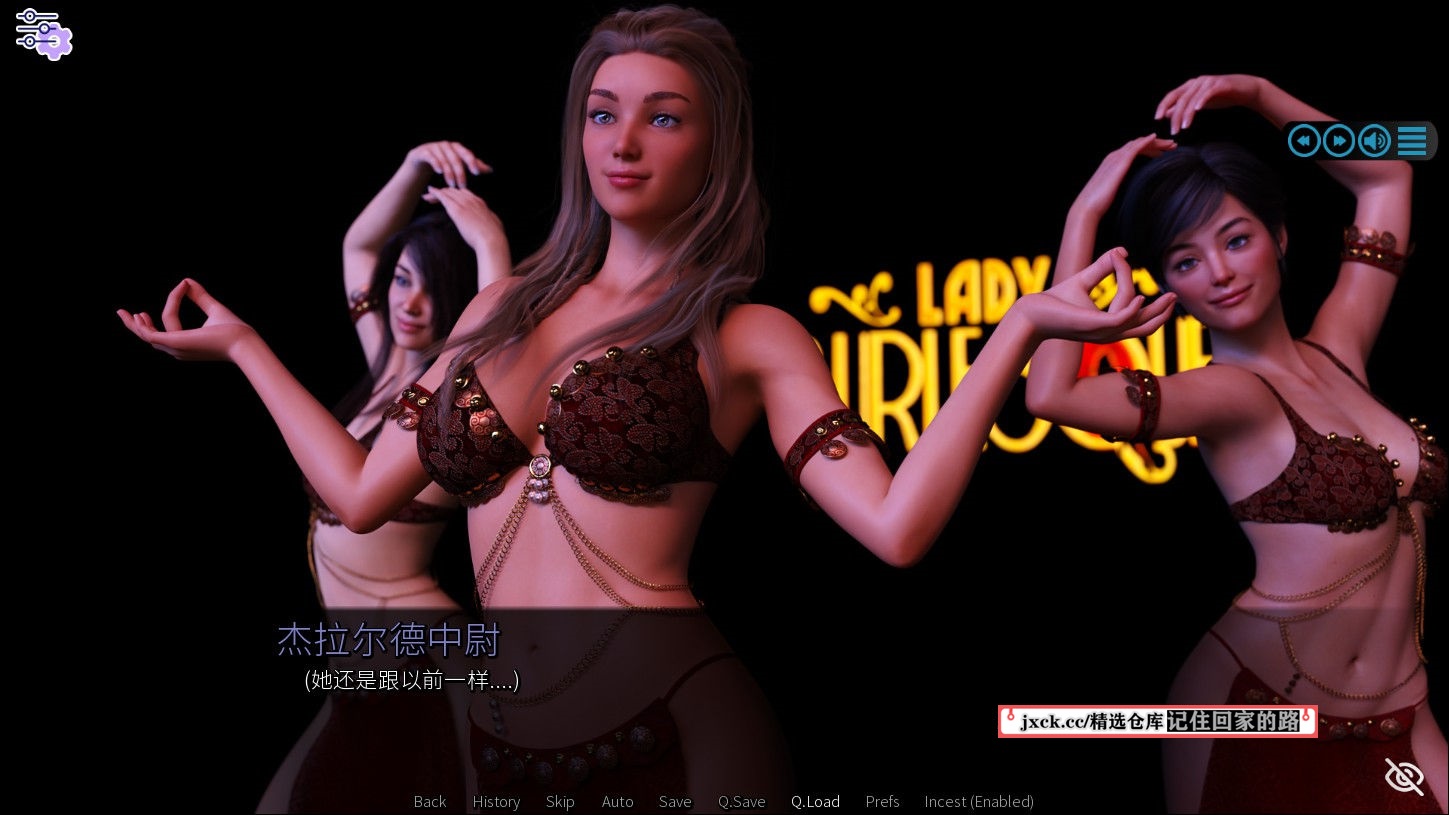 LADY
杰拉尔德中尉
(她还是跟以前一样....)
jxck.cc/精选仓库 记住回家的路
Back History Skip Auto Save Q.Save Q.Load Prefs Incest (Enabled)